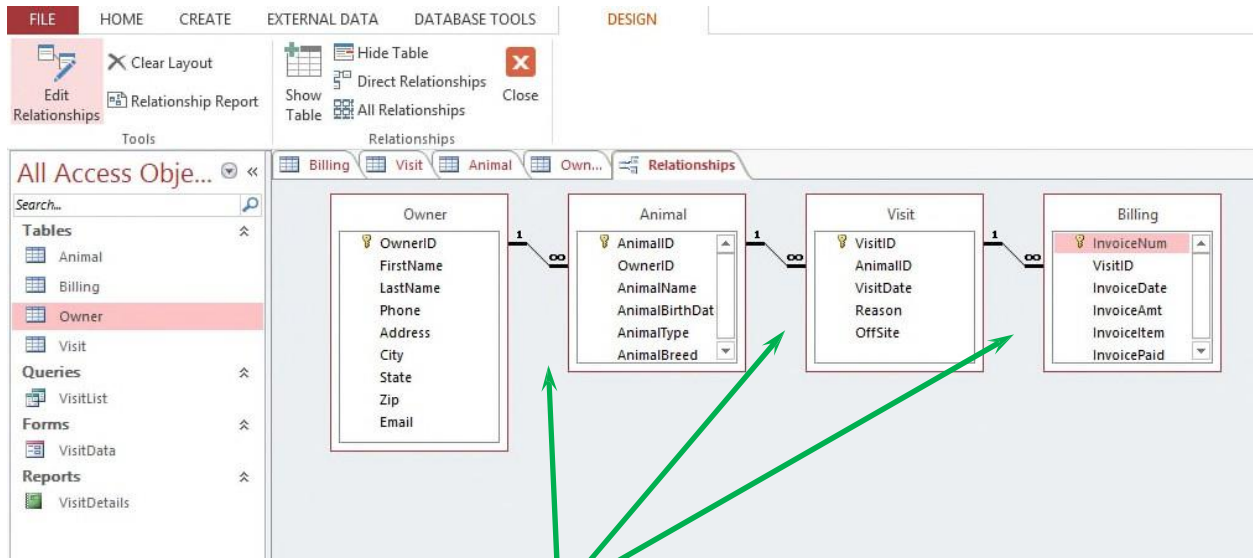 FILE HOME CREATE EXTERNAL DATA DATABASE TOOLS DESIGN
Edit Relationships
Clear Layout
Relationship Report
Tools
Show Table
Hide Table
Direct Relationships
All Relationships
Close
Relationships
All Access Obje... «
Search...
Tables
Animal
Billing
Owner
Visit
Queries
VisitList
Forms
VisitData
Reports
VisitDetails
Billing Visit Animal Own... Relationships
Owner
OwnerID
FirstName
LastName
Phone
Address
City
State
Zip
Email
1 ∞
Animal
AnimalID
OwnerID
AnimalName
AnimalBirthDat
AnimalType
AnimalBreed
1 ∞
Visit
VisitID
AnimalID
VisitDate
Reason
OffSite
1 ∞
Billing
InvoiceNum
VisitID
InvoiceDate
InvoiceAmt
InvoiceItem
InvoicePaid